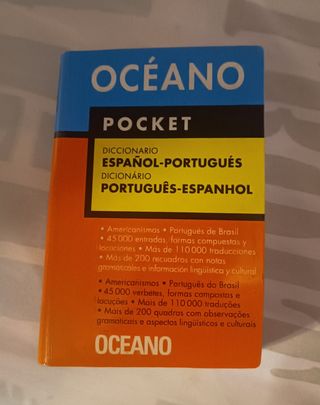 OCÉANO
POCKET
DICCIONARIO
ESPAÑOL-PORTUGUÉS
DICIONÁRIO
PORTUGUÊS-ESPANHOL
• Americanismos • Portugués de Brasil
• 45 000 entradas, formas compuestas y
locuciones • Más de 110 000 traducciones
• Más de 200 recuadros con notas
gramaticales e información lingüística y cultural
• Americanismos • Português do Brasil
• 45 000 verbetes, formas compostas e
locuções • Mais de 110 000 traduções
• Mais de 200 quadros com observações
gramaticais e aspectos lingüísticos e culturais
OCEANO